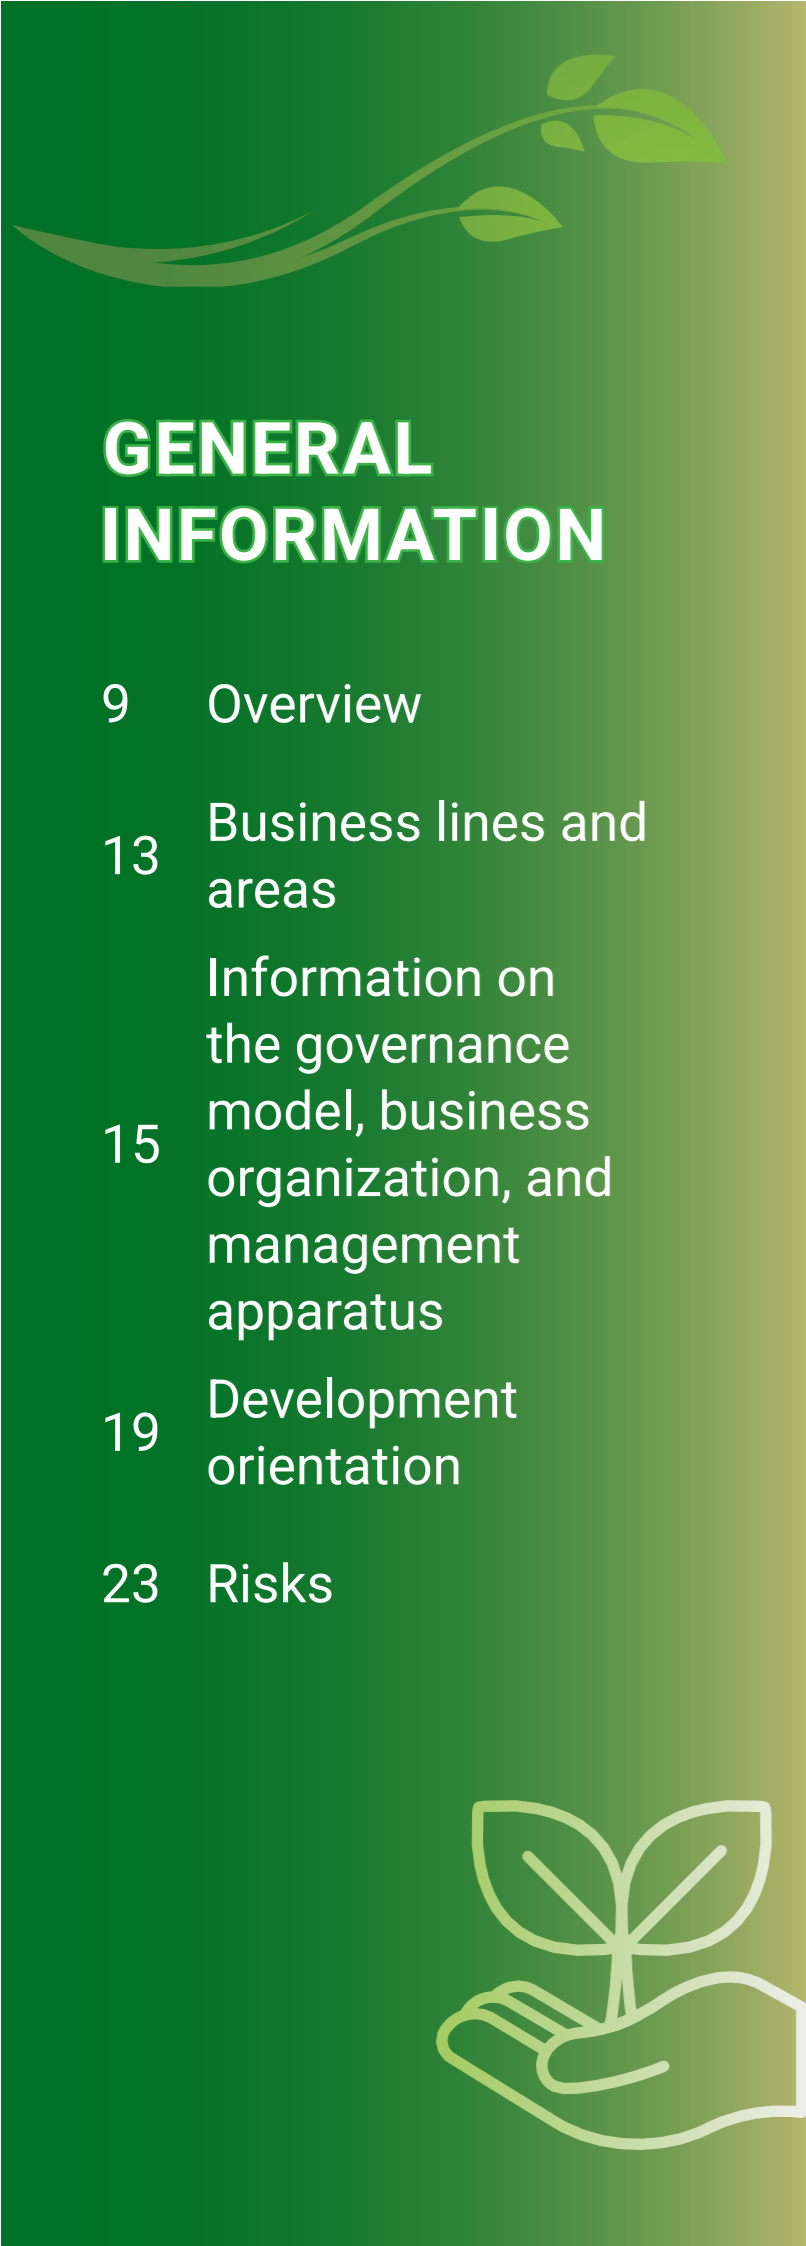 GENERAL
INFORMATION
9 Overview
13 Business lines and
areas
15 Information on
the governance
model, business
organization, and
management
apparatus
19 Development
orientation
23 Risks